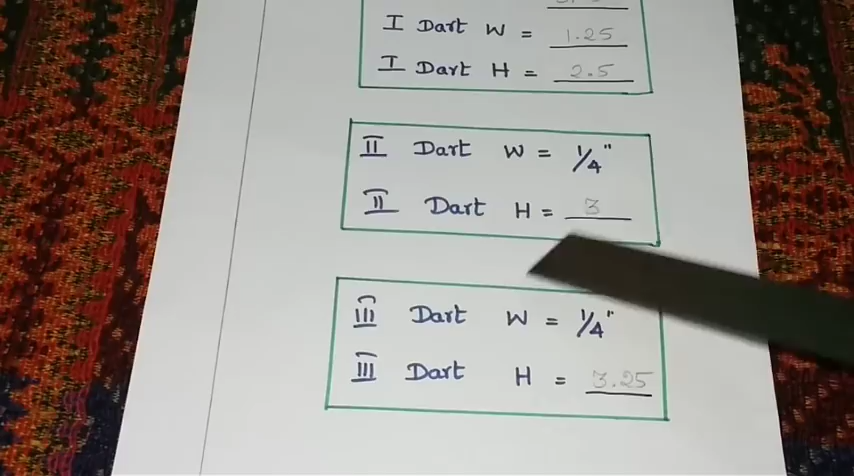 I Dart W = 1.25
I Dart H = 2.5
II Dart W = 1/4"
II Dart H = 3
III Dart W = 1/4"
III Dart H = 3.25